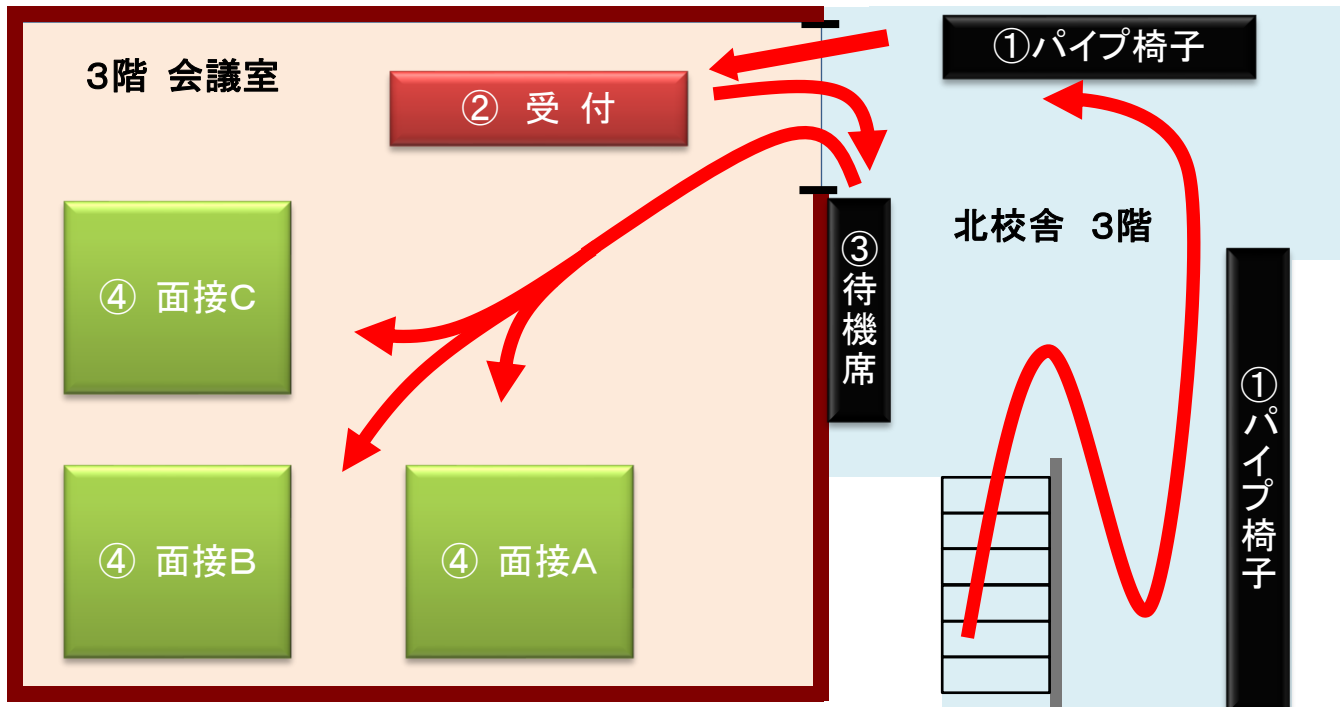 3階 会議室
② 受 付
①パイプ椅子
北校舎 3階
③待機席
①パイプ椅子
④ 面接C
④ 面接B
④ 面接A